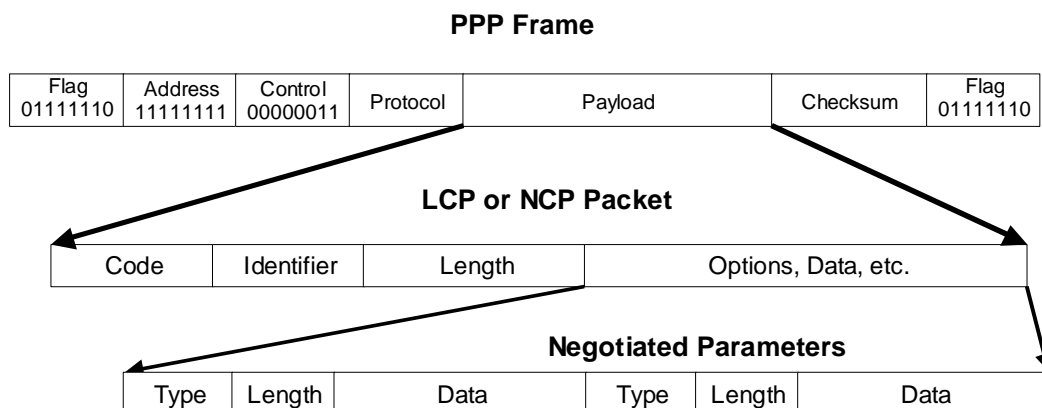 PPP Frame
Flag Address Control Protocol Payload Checksum Flag
01111110 11111111 00000011 01111110
LCP or NCP Packet
Code Identifier Length Options, Data, etc.
Negotiated Parameters
Type Length Data Type Length Data